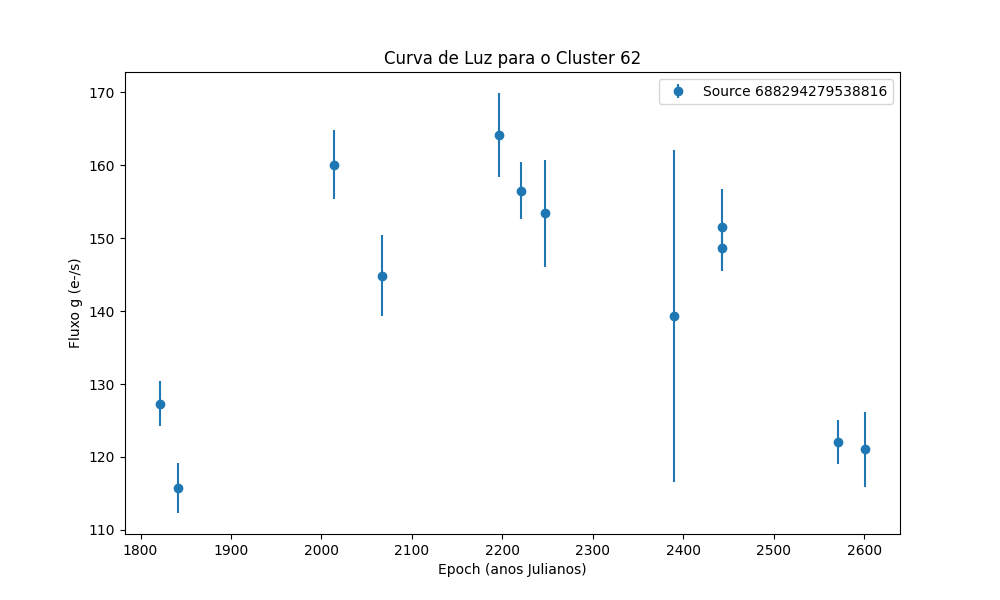 Curva de Luz para o Cluster 62
Source 688294279538816
Fluxo g (e-/s)
170
160
150
140
130
120
110
1800 1900 2000 2100 2200 2300 2400 2500 2600
Epoch (anos Julianos)